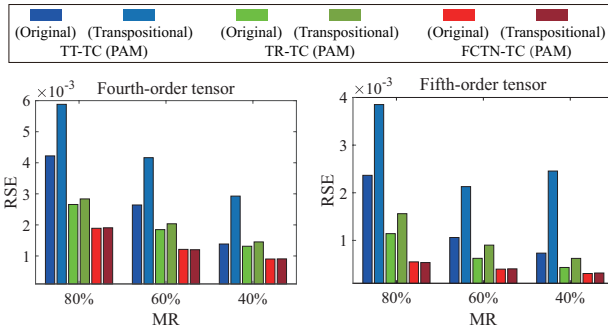 (Original) (Transpositional) (Original) (Transpositional) (Original) (Transpositional)
TT-TC (PAM) TR-TC (PAM) FCTN-TC (PAM)
Fourth-order tensor
×10⁻³
6
5
4
3
2
1
RSE
80% 60% 40%
MR
Fifth-order tensor
×10⁻³
4
3
2
1
RSE
80% 60% 40%
MR